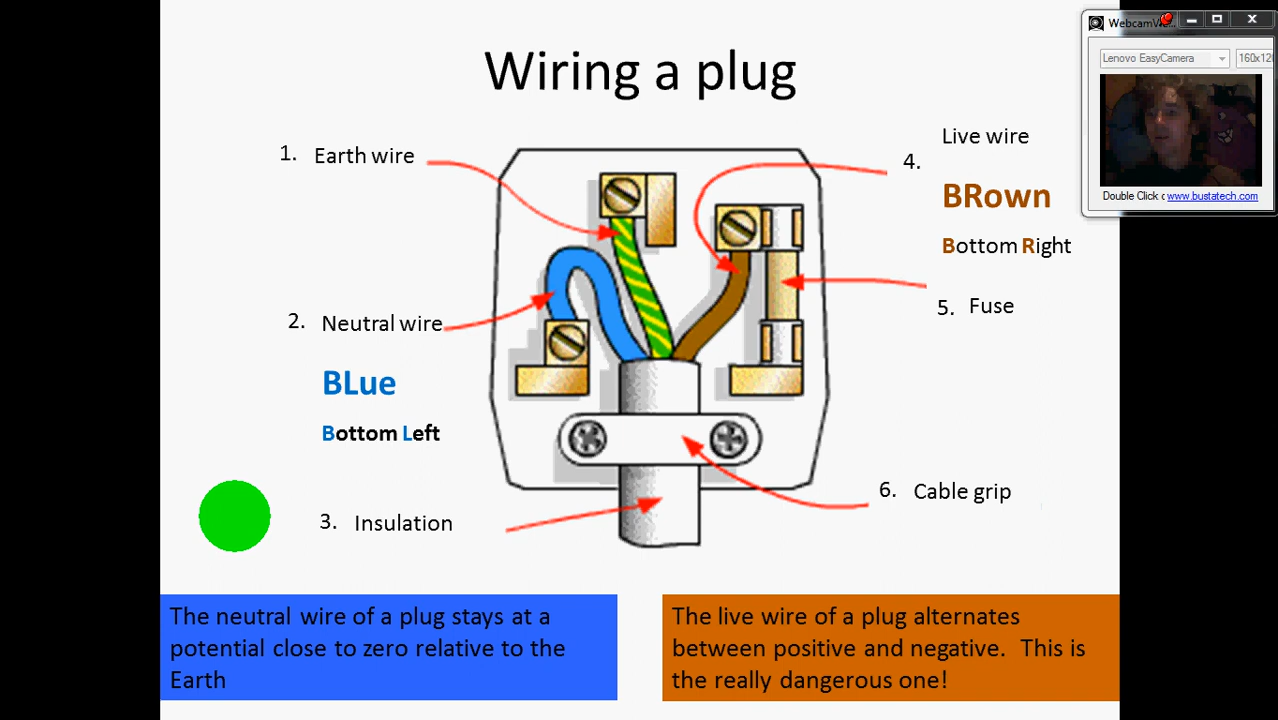 Wiring a plug
WebcamV
Lenovo EasyCamera
160x12
Double Click
www.bustatech.com
1. Earth wire
2. Neutral wire
BLue
Bottom Left
3. Insulation
4. Live wire
BRown
Bottom Right
5. Fuse
6. Cable grip
The neutral wire of a plug stays at a
potential close to zero relative to the
Earth
The live wire of a plug alternates
between positive and negative. This is
the really dangerous one!